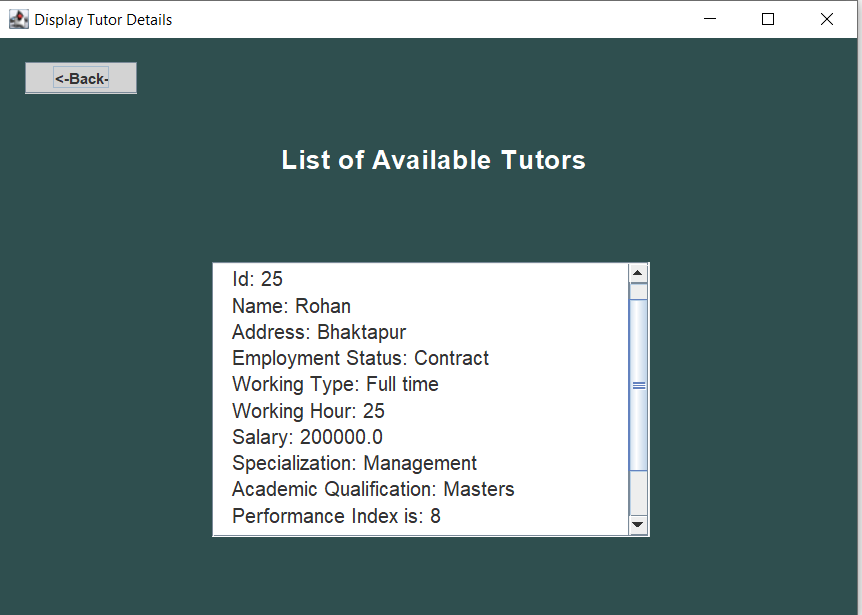 Display Tutor Details
<-Back-
List of Available Tutors
Id: 25
Name: Rohan
Address: Bhaktapur
Employment Status: Contract
Working Type: Full time
Working Hour: 25
Salary: 200000.0
Specialization: Management
Academic Qualification: Masters
Performance Index is: 8